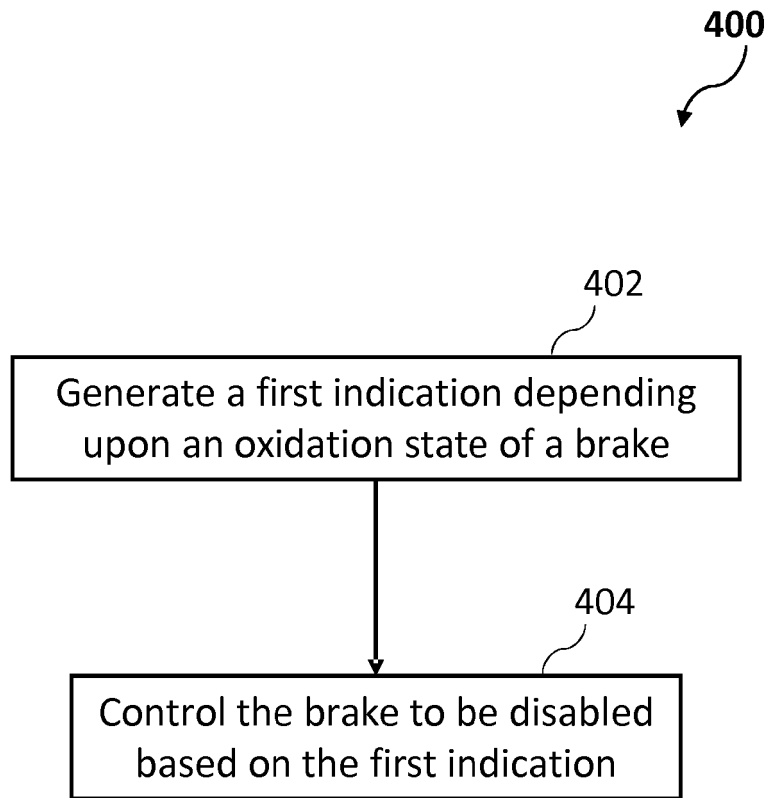 400
402
Generate a first indication depending
upon an oxidation state of a brake
404
Control the brake to be disabled
based on the first indication